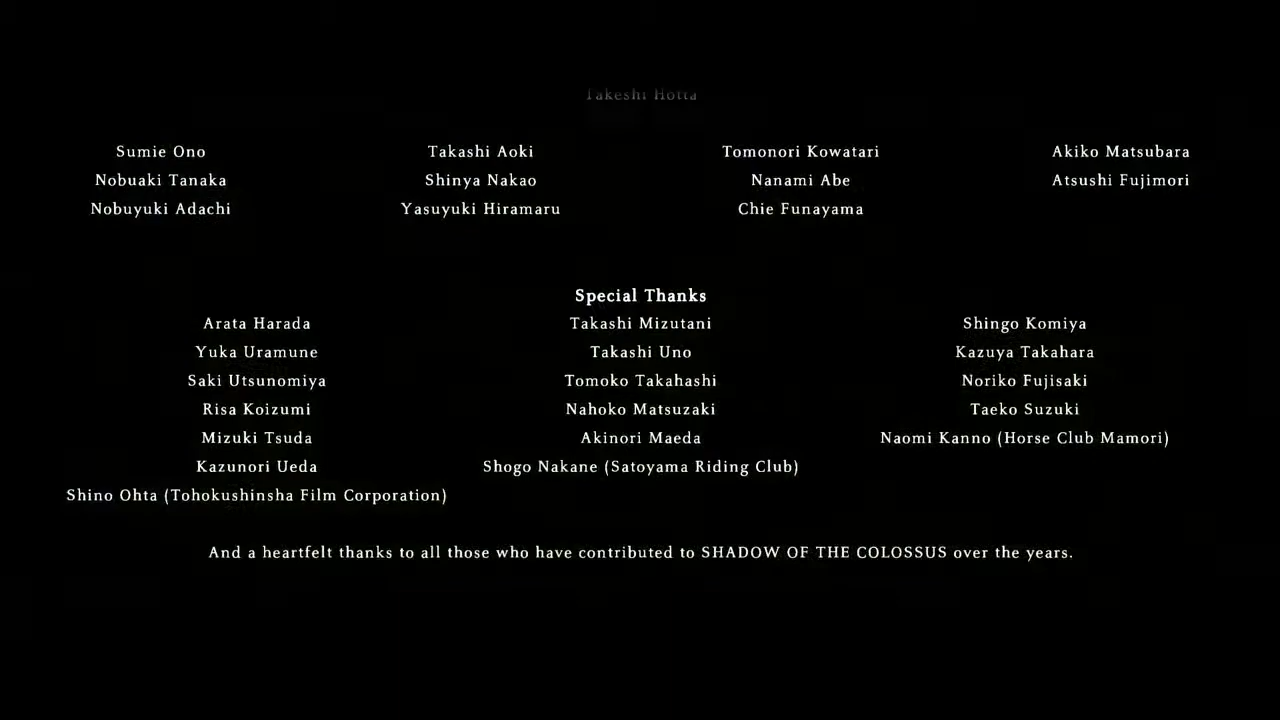 Takeshi Hotta
Sumie Ono Takashi Aoki Tomonori Kowatari Akiko Matsubara
Nobuaki Tanaka Shinya Nakao Nanami Abe Atsushi Fujimori
Nobuyuki Adachi Yasuyuki Hiramaru Chie Funayama
Special Thanks
Arata Harada Takashi Mizutani Shingo Komiya
Yuka Uramune Takashi Uno Kazuya Takahara
Saki Utsunomiya Tomoko Takahashi Noriko Fujisaki
Risa Koizumi Nahoko Matsuzaki Taeko Suzuki
Mizuki Tsuda Akinori Maeda Naomi Kanno (Horse Club Mamori)
Kazunori Ueda Shogo Nakane (Satoyama Riding Club)
Shino Ohta (Tohokushinsha Film Corporation)
And a heartfelt thanks to all those who have contributed to SHADOW OF THE COLOSSUS over the years.